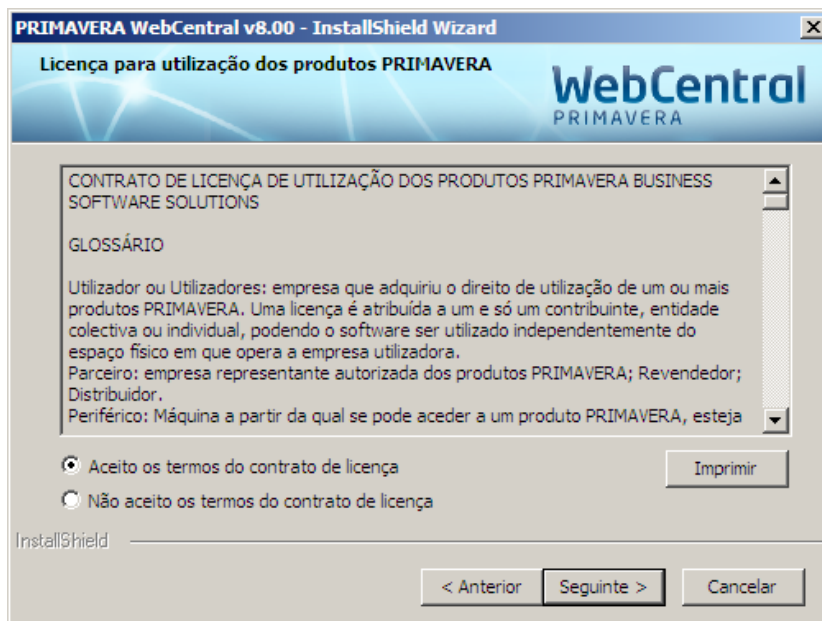 PRIMAVERA WebCentral v8.00 - InstallShield Wizard
Licença para utilização dos produtos PRIMAVERA
WebCentral
PRIMAVERA
CONTRATO DE LICENÇA DE UTILIZAÇÃO DOS PRODUTOS PRIMAVERA BUSINESS
SOFTWARE SOLUTIONS
GLOSSÁRIO
Utilizador ou Utilizadores: empresa que adquiriu o direito de utilização de um ou mais
produtos PRIMAVERA. Uma licença é atribuída a um e só um contribuinte, entidade
colectiva ou individual, podendo o software ser utilizado independentemente do
espaço físico em que opera a empresa utilizadora.
Parceiro: empresa representante autorizada dos produtos PRIMAVERA; Revendedor;
Distribuidor.
Periférico: Máquina a partir da qual se pode aceder a um produto PRIMAVERA, esteja
Aceito os termos do contrato de licença
Imprimir
Não aceito os termos do contrato de licença
InstallShield
< Anterior
Seguinte >
Cancelar